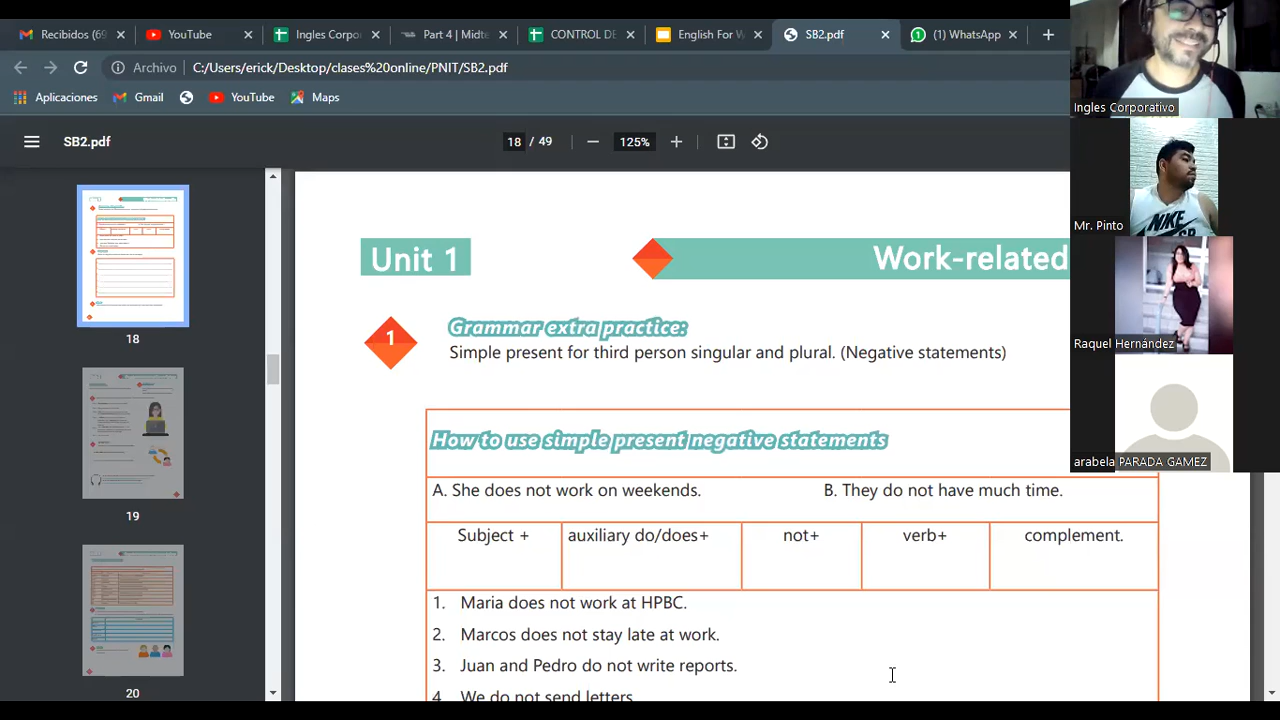 Recibidos (69
YouTube
Ingles Corpo
Part 4 | Midte
CONTROL DE
English For W
SB2.pdf
(1) WhatsApp
Archivo
C:/Users/erick/Desktop/clases%20online/PNIT/SB2.pdf
Aplicaciones
Gmail
YouTube
Maps
Ingles Corporativo
SB2.pdf
8 / 49
125%
Mr. Pinto
NIKE
Unit 1
Work-related
1
Grammar extra practice:
Simple present for third person singular and plural. (Negative statements)
Raquel Hernández
18
How to use simple present negative statements
arabela PARADA GAMEZ
A. She does not work on weekends.
B. They do not have much time.
Subject +
auxiliary do/does+
not+
verb+
complement.
19
1. Maria does not work at HPBC.
2. Marcos does not stay late at work.
3. Juan and Pedro do not write reports.
4. We do not send letters
20